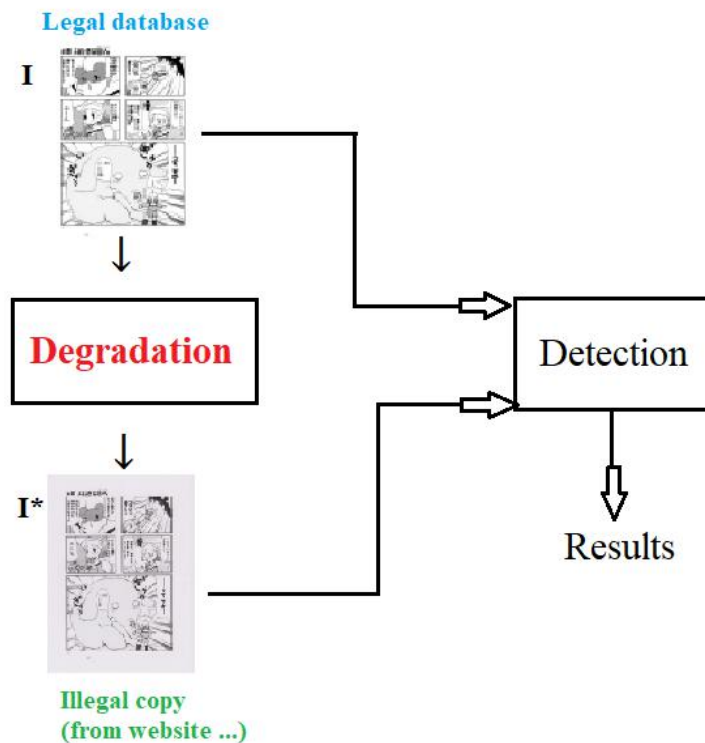 Legal database
I
Degradation
Detection
I*
Results
Illegal copy
(from website ...)